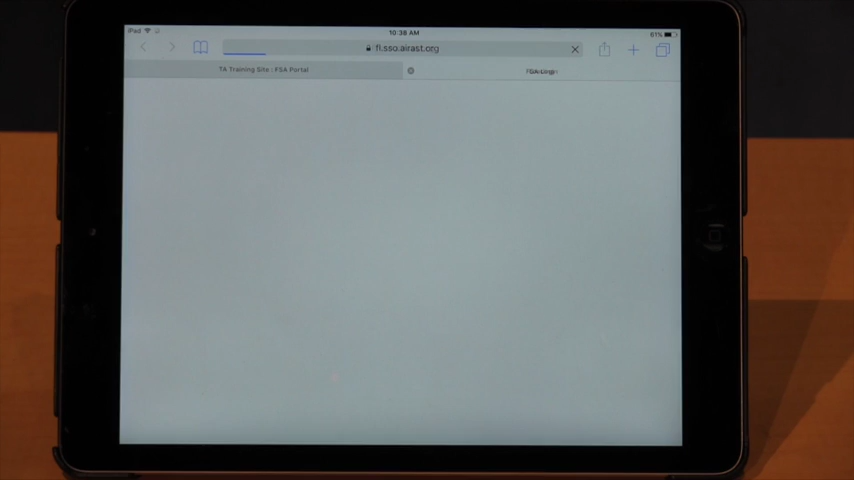 iPad
10:38 AM
61%
fl.sso.airast.org
TA Training Site : FSA Portal